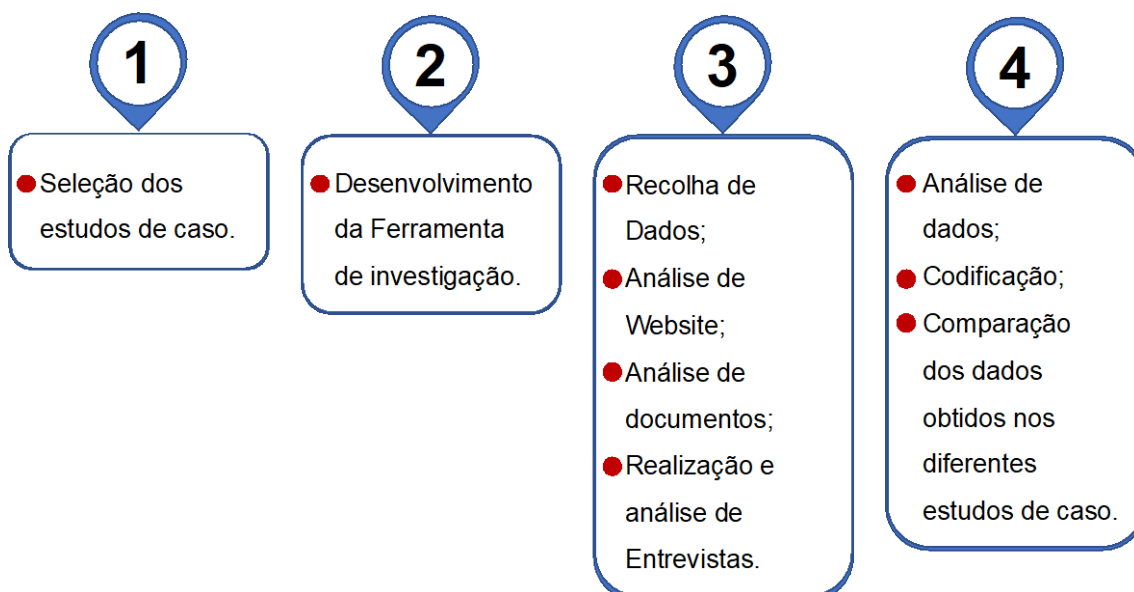 1
Seleção dos
estudos de caso.
2
Desenvolvimento
da Ferramenta
de investigação.
3
Recolha de
Dados;
Análise de
Website;
Análise de
documentos;
Realização e
análise de
Entrevistas.
4
Análise de
dados;
Codificação;
Comparação
dos dados
obtidos nos
diferentes
estudos de caso.